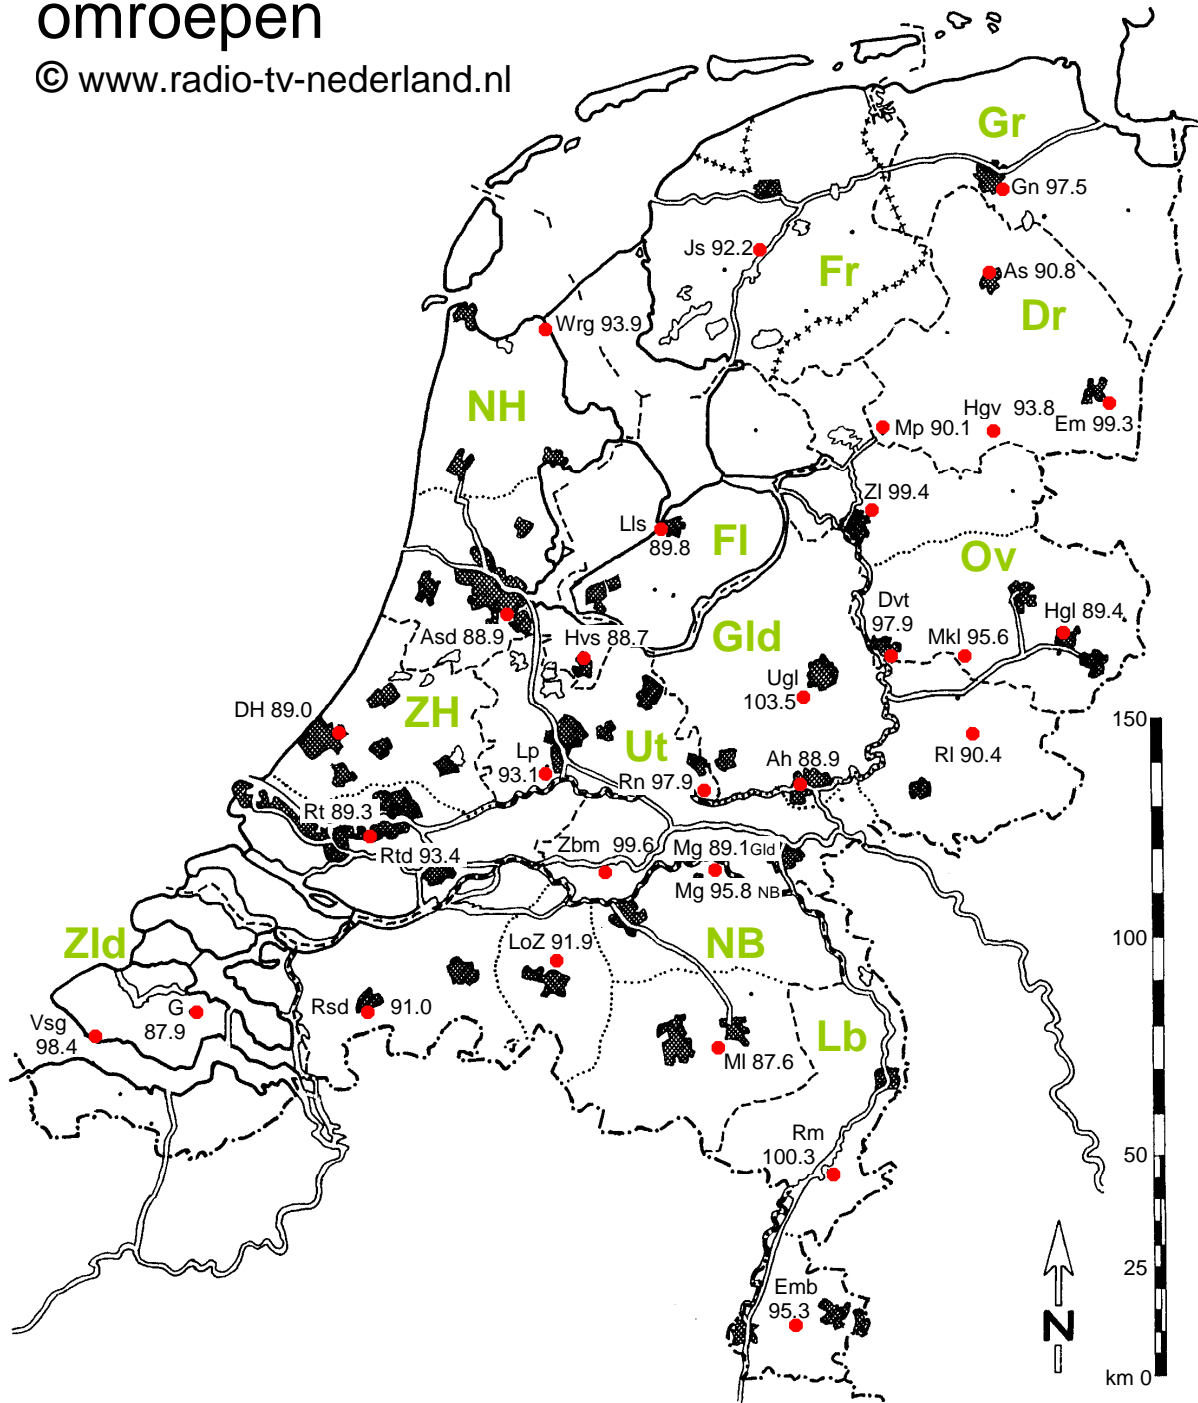 omroepen
© www.radio-tv-nederland.nl
Gr
Gn 97.5
Js 92.2
Fr
As 90.8
Dr
Wrg 93.9
NH
Hgv 93.8
Mp 90.1
Em 99.3
Zl 99.4
Lls
89.8
Fl
Ov
Dvt
97.9
Hgl 89.4
Mkl 95.6
Asd 88.9
Hvs 88.7
Gld
Ugl
103.5
DH 89.0
ZH
Ut
150
Rl 90.4
Lp
93.1
Rn 97.9
Ah 88.9
Rt 89.3
Rtd 93.4
Zbm 99.6
Mg 89.1 Gld
Mg 95.8 NB
Zld
LoZ 91.9
NB
100
G
87.9
Rsd 91.0
Vsg
98.4
Lb
Ml 87.6
Rm
100.3
50
25
Emb
95.3
N
km 0